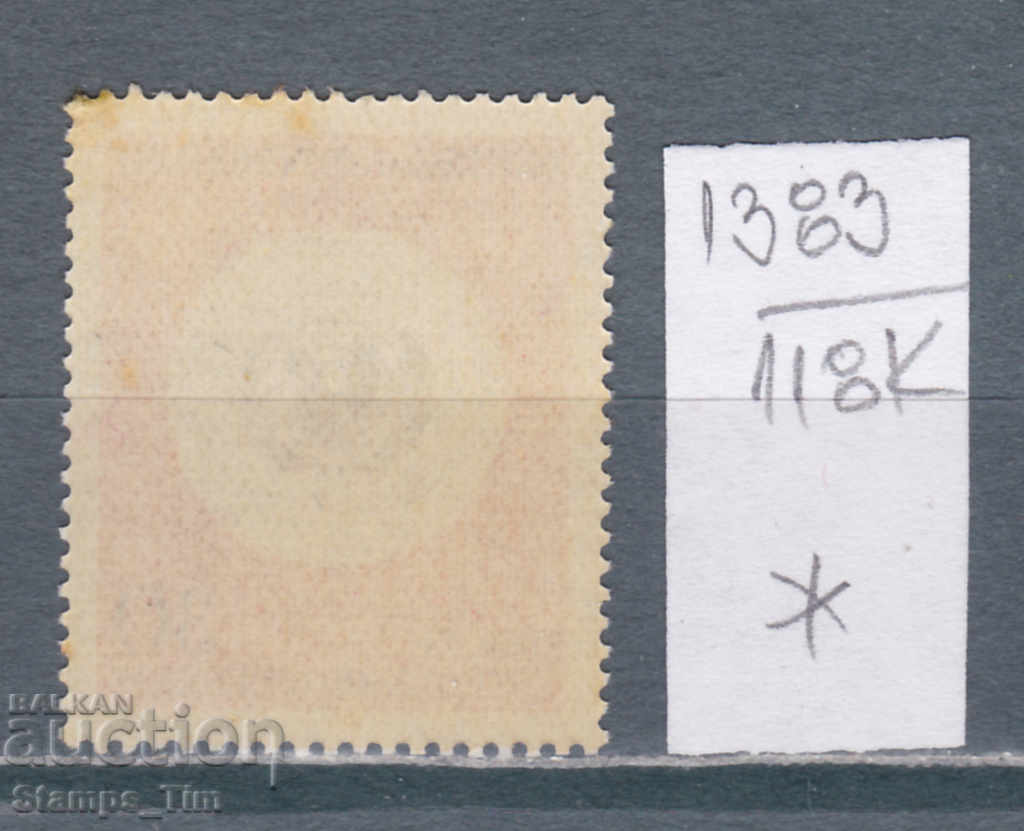 1383
118K
*
BALKAN
auction
Stamps_Tim